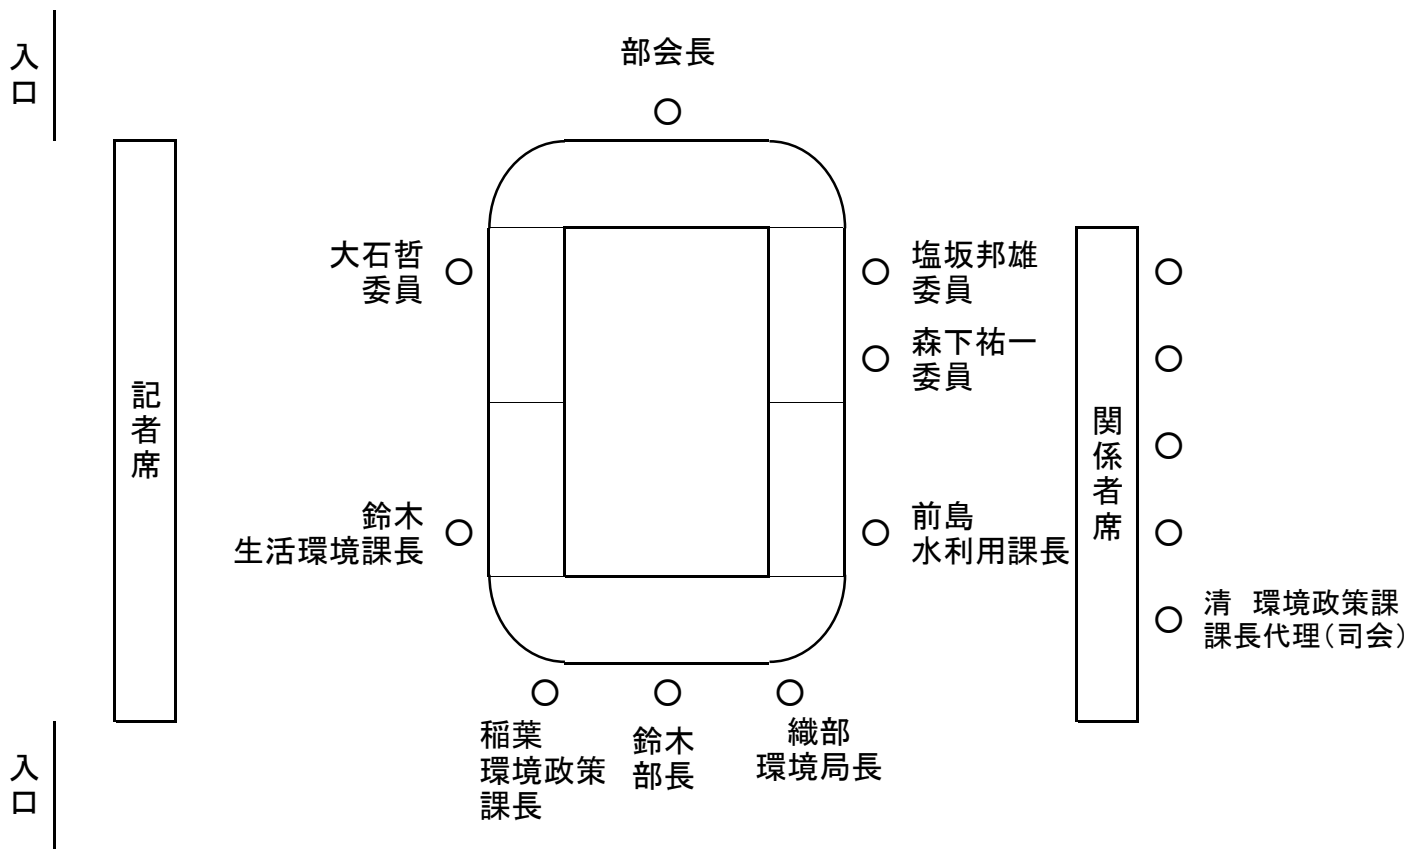 入口
部会長
大石哲
委員
塩坂邦雄
委員
森下祐一
委員
記者席
関係者席
鈴木
生活環境課長
前島
水利用課長
清　環境政策課
課長代理(司会)
稲葉
環境政策
課長
鈴木
部長
織部
環境局長
入口